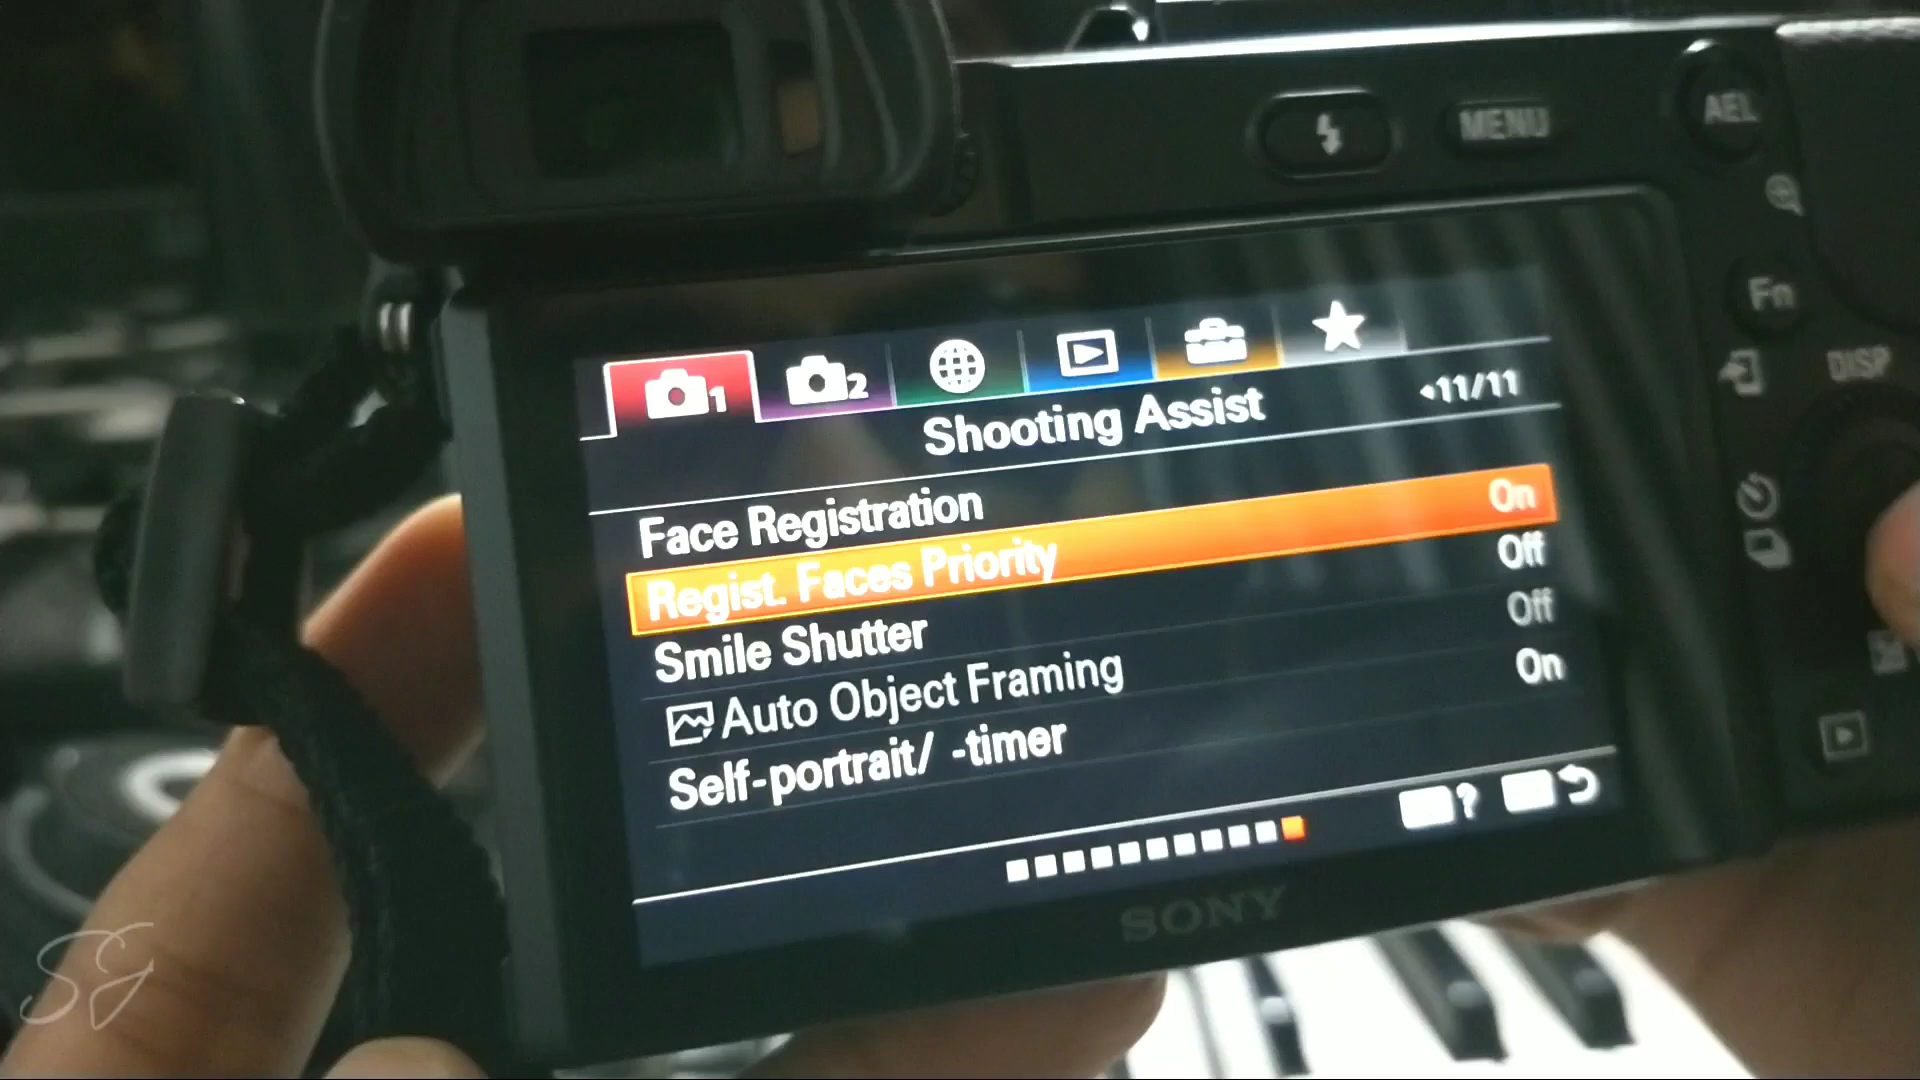 MENU
AEL
Fn
DISP
1
2
Shooting Assist
11/11
Face Registration
Regist. Faces Priority On
Smile Shutter Off
Auto Object Framing Off
Self-portrait/ -timer On
?
SONY
SG